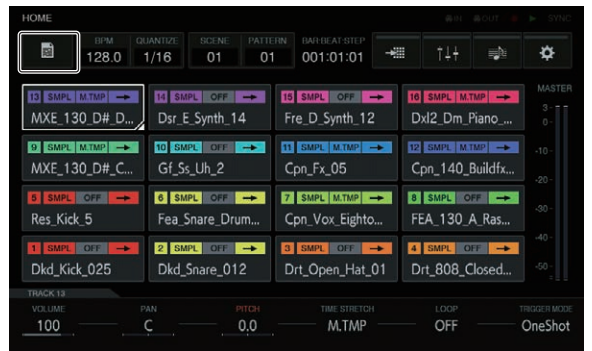 HOME IN OUT SYNC
BPM QUANTIZE SCENE PATTERN BAR:BEAT:STEP
128.0 1/16 01 01 001:01:01
MASTER
13 SMPL M.TMP 14 SMPL OFF 15 SMPL OFF 16 SMPL M.TMP
MXE_130_D#_D... Dsr_E_Synth_14 Fre_D_Synth_12 Dxl2_Dm_Piano_...
3-
0-
9 SMPL M.TMP 10 SMPL OFF 11 SMPL M.TMP 12 SMPL M.TMP
MXE_130_D#_C... Gf_Ss_Uh_2 Cpn_Fx_05 Cpn_140_Buildfx...
-10-
-20-
5 SMPL OFF 6 SMPL OFF 7 SMPL M.TMP 8 SMPL OFF
Res_Kick_5 Fea_Snare_Drum... Cpn_Vox_Eighto... FEA_130_A_Ras...
-30-
-40-
1 SMPL OFF 2 SMPL OFF 3 SMPL OFF 4 SMPL OFF
Dkd_Kick_025 Dkd_Snare_012 Drt_Open_Hat_01 Drt_808_Closed...
-50-
TRACK 13
VOLUME PAN PITCH TIME STRETCH LOOP TRIGGER MODE
100 C 0.0 M.TMP OFF OneShot